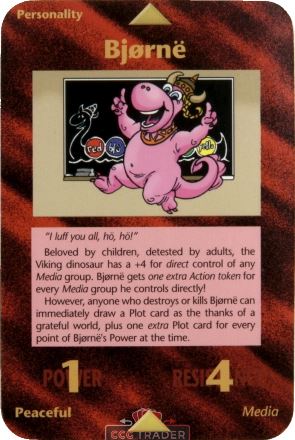 Personality
Bjørnë
red
blü
yello
"I luff you all, hö, hö!"
Beloved by children, detested by adults, the
Viking dinosaur has a +4 for direct control of any
Media group. Bjørnë gets one extra Action token for
every Media group he controls directly!
However, anyone who destroys or kills Bjørnë can
immediately draw a Plot card as the thanks of a
grateful world, plus one extra Plot card for every
point of Bjørnë's Power at the time.
POWER 1
4
Peaceful
CCG TRADER
Media